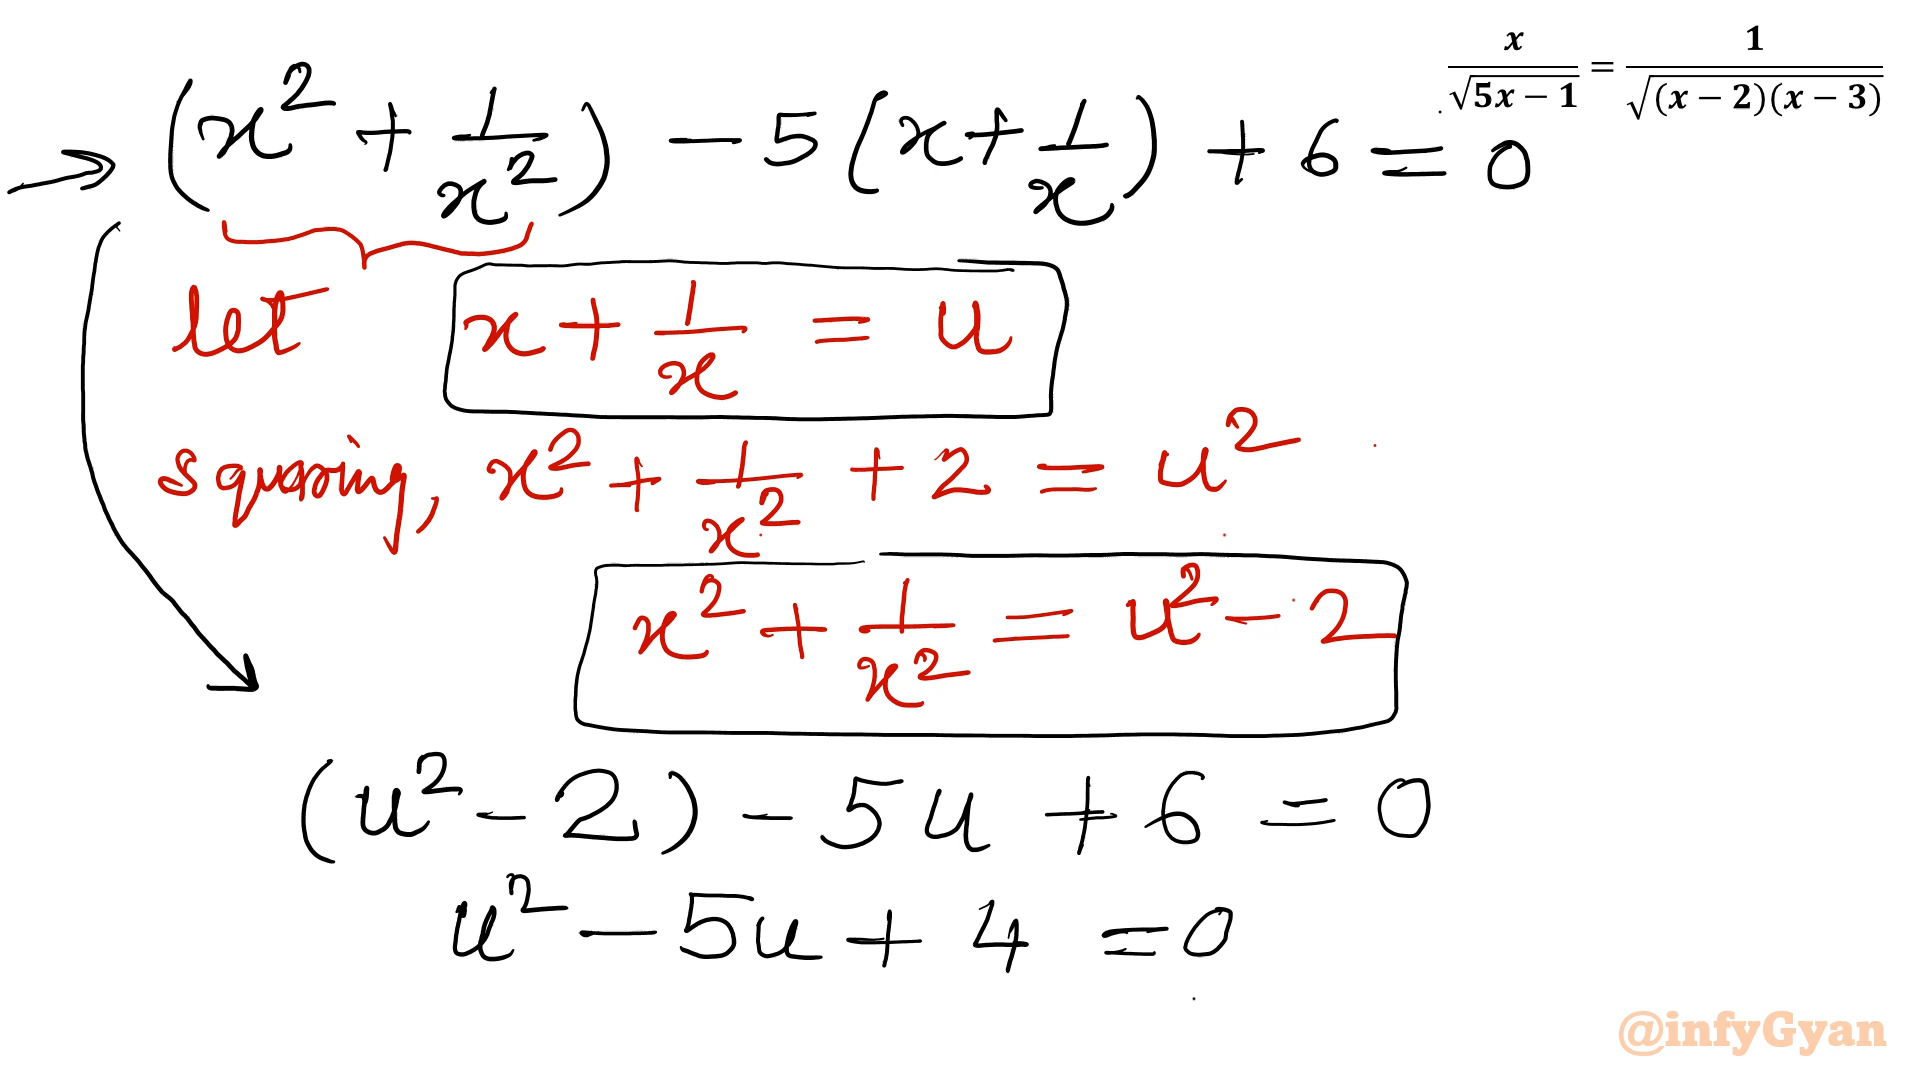 x/√(5x − 1) = 1/√((x − 2)(x − 3))
⇒ (x² + 1/x²) − 5(x + 1/x) + 6 = 0
let x + 1/x = u
squaring, x² + 1/x² + 2 = u²
x² + 1/x² = u² − 2
(u² − 2) − 5u + 6 = 0
u² − 5u + 4 = 0
@infyGyan